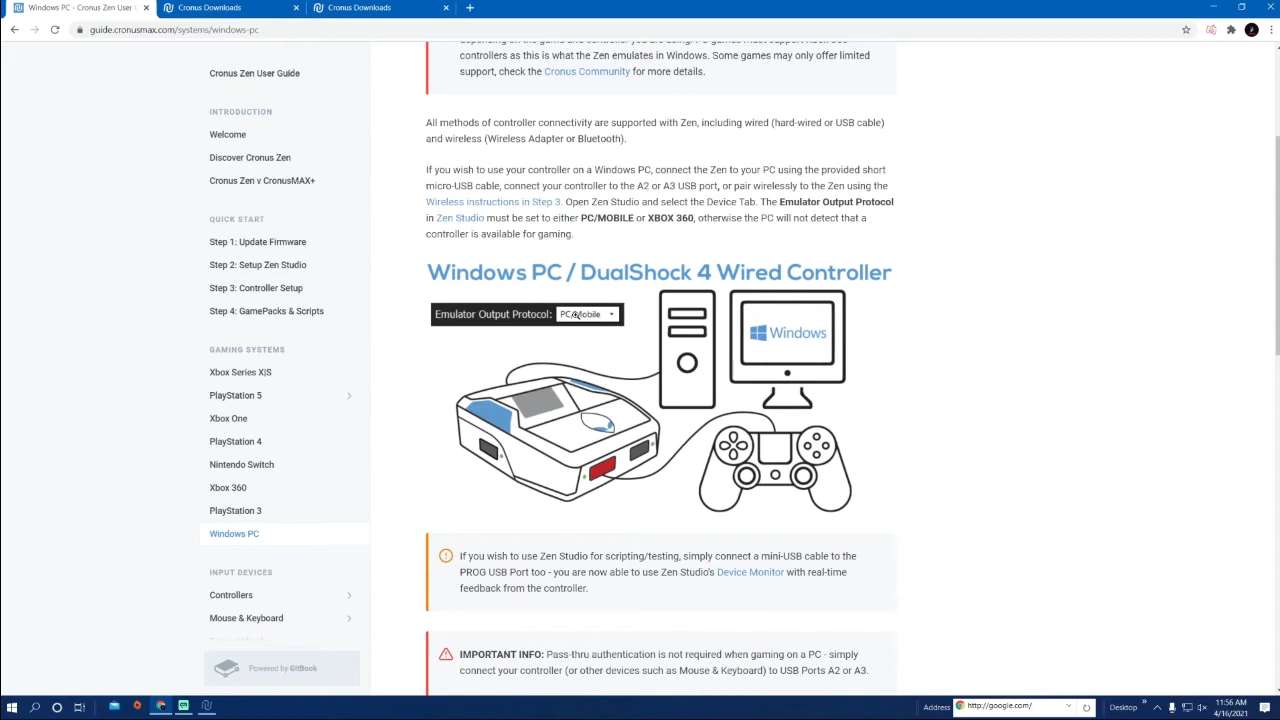 Windows PC - Cronus Zen User G
Cronus Downloads
Cronus Downloads
guide.cronusmax.com/systems/windows-pc
Cronus Zen User Guide
INTRODUCTION
Welcome
Discover Cronus Zen
Cronus Zen v CronusMAX+
QUICK START
Step 1: Update Firmware
Step 2: Setup Zen Studio
Step 3: Controller Setup
Step 4: GamePacks & Scripts
GAMING SYSTEMS
Xbox Series X|S
PlayStation 5
Xbox One
PlayStation 4
Nintendo Switch
Xbox 360
PlayStation 3
Windows PC
INPUT DEVICES
Controllers
Mouse & Keyboard
Powered by GitBook
controllers as this is what the Zen emulates in Windows. Some games may only offer limited
support, check the Cronus Community for more details.
All methods of controller connectivity are supported with Zen, including wired (hard-wired or USB cable)
and wireless (Wireless Adapter or Bluetooth).
If you wish to use your controller on a Windows PC, connect the Zen to your PC using the provided short
micro-USB cable, connect your controller to the A2 or A3 USB port, or pair wirelessly to the Zen using the
Wireless instructions in Step 3. Open Zen Studio and select the Device Tab. The Emulator Output Protocol
in Zen Studio must be set to either PC/MOBILE or XBOX 360, otherwise the PC will not detect that a
controller is available for gaming.
Windows PC / DualShock 4 Wired Controller
Emulator Output Protocol: PC/Mobile
Windows
If you wish to use Zen Studio for scripting/testing, simply connect a mini-USB cable to the
PROG USB Port too - you are now able to use Zen Studio's Device Monitor with real-time
feedback from the controller.
IMPORTANT INFO: Pass-thru authentication is not required when gaming on a PC - simply
connect your controller (or other devices such as Mouse & Keyboard) to USB Ports A2 or A3.
Address http://google.com/
Desktop
11:56 AM
4/16/2021